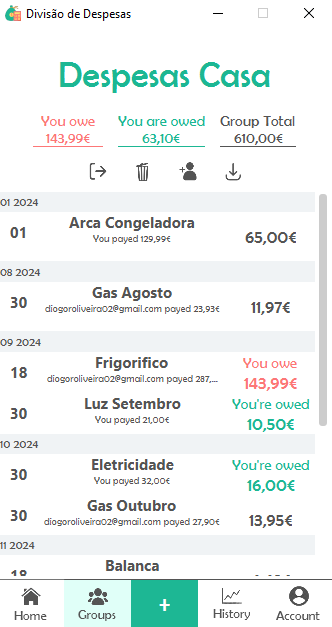 Divisão de Despesas
Despesas Casa
You owe
143,99€
You are owed
63,10€
Group Total
610,00€
01 2024
01
Arca Congeladora
You payed 129,99€
65,00€
08 2024
30
Gas Agosto
diogoroliveira02@gmail.com payed 23,93€
11,97€
09 2024
18
Frigorifico
diogoroliveira02@gmail.com payed 287,...
You owe
143,99€
30
Luz Setembro
You payed 21,00€
You're owed
10,50€
10 2024
30
Eletricidade
You payed 32,00€
You're owed
16,00€
30
Gas Outubro
diogoroliveira02@gmail.com payed 27,90€
13,95€
11 2024
18
Balanca
Home
Groups
+
History
Account